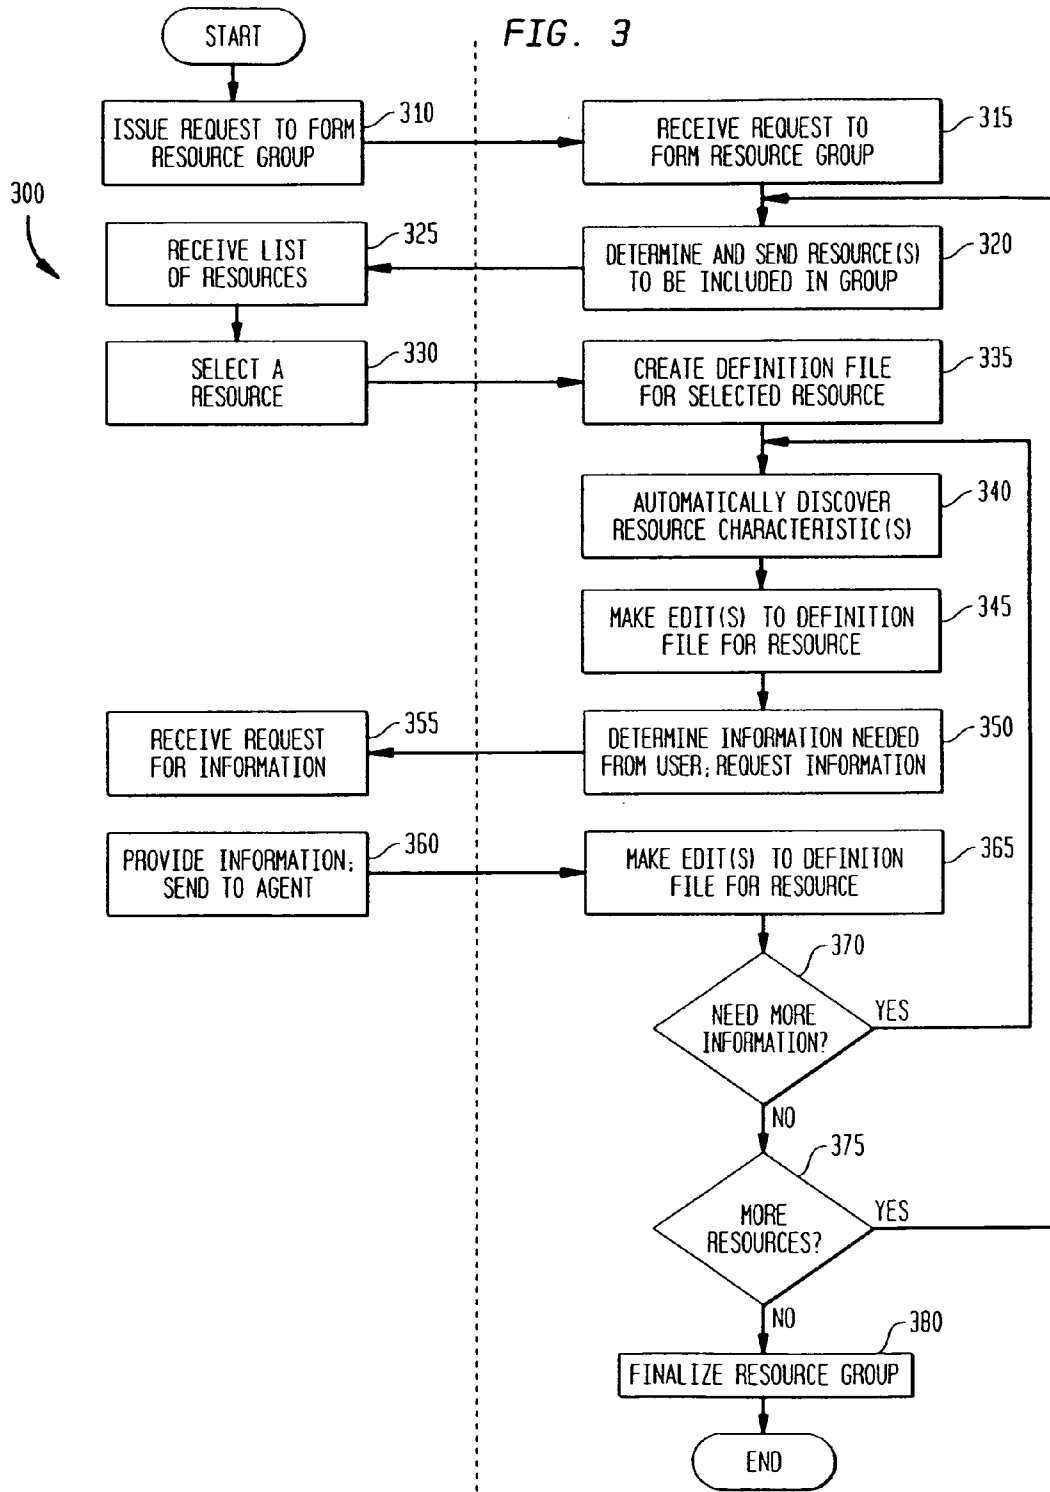 START
FIG. 3
ISSUE REQUEST TO FORM
RESOURCE GROUP
310
RECEIVE REQUEST TO
FORM RESOURCE GROUP
315
300
RECEIVE LIST
OF RESOURCES
325
DETERMINE AND SEND RESOURCE(S)
TO BE INCLUDED IN GROUP
320
SELECT A
RESOURCE
330
CREATE DEFINITION FILE
FOR SELECTED RESOURCE
335
AUTOMATICALLY DISCOVER
RESOURCE CHARACTERISTIC(S)
340
MAKE EDIT(S) TO DEFINITION
FILE FOR RESOURCE
345
RECEIVE REQUEST
FOR INFORMATION
355
DETERMINE INFORMATION NEEDED
FROM USER; REQUEST INFORMATION
350
PROVIDE INFORMATION;
SEND TO AGENT
360
MAKE EDIT(S) TO DEFINITON
FILE FOR RESOURCE
365
370
NEED MORE
INFORMATION?
YES
NO
375
MORE
RESOURCES?
YES
NO
380
FINALIZE RESOURCE GROUP
END